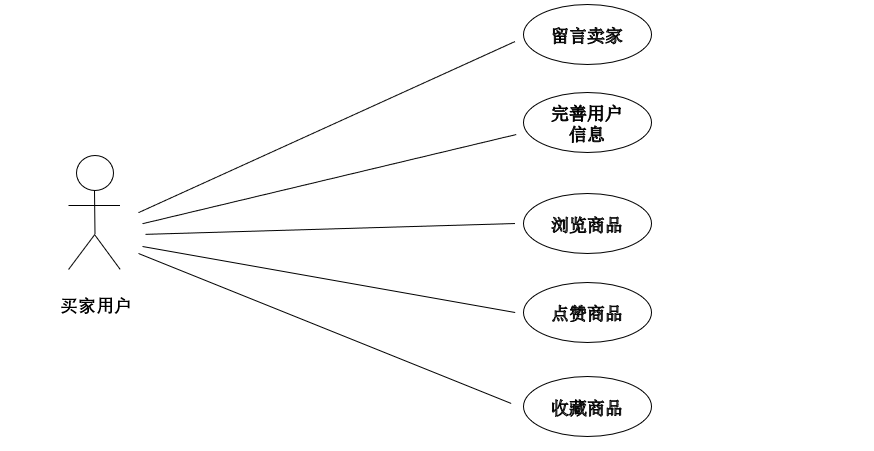 留言卖家
完善用户
信息
浏览商品
买家用户
点赞商品
收藏商品